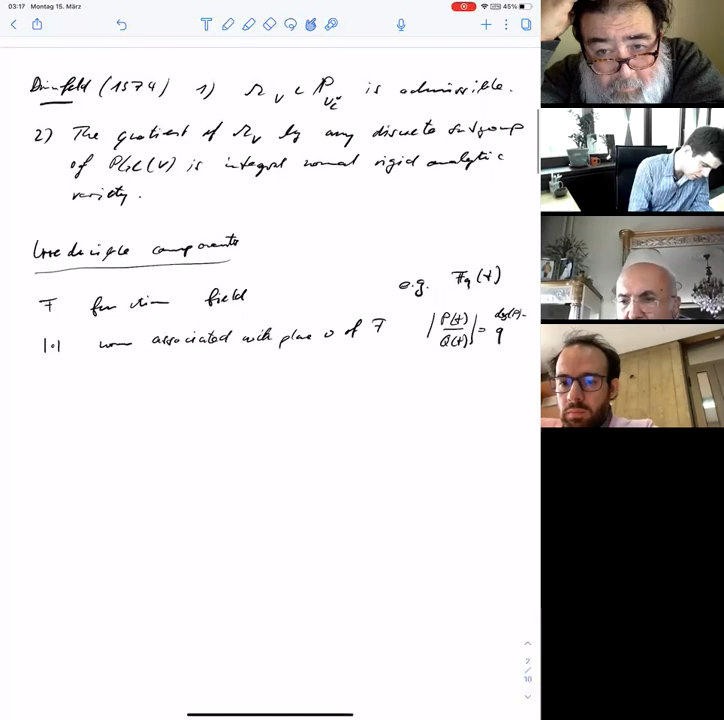 03:17 Montag 15. März
45%
Drinfeld (1974) 1) Ω_V ⊂ P_{V_C} is admissible.
2) The quotient of Ω_V by any discrete subgroup
of PGL(V) is integral normal rigid analytic
variety.
Irreducible components
F function field e.g. F_q(t)
|·| norm associated with place v of F |P(t)/Q(t)| = q^{deg(P)-
2
/
18